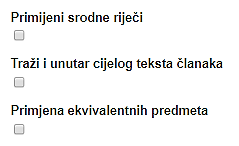 Primijeni srodne riječi
Traži i unutar cijelog teksta članaka
Primjena ekvivalentnih predmeta